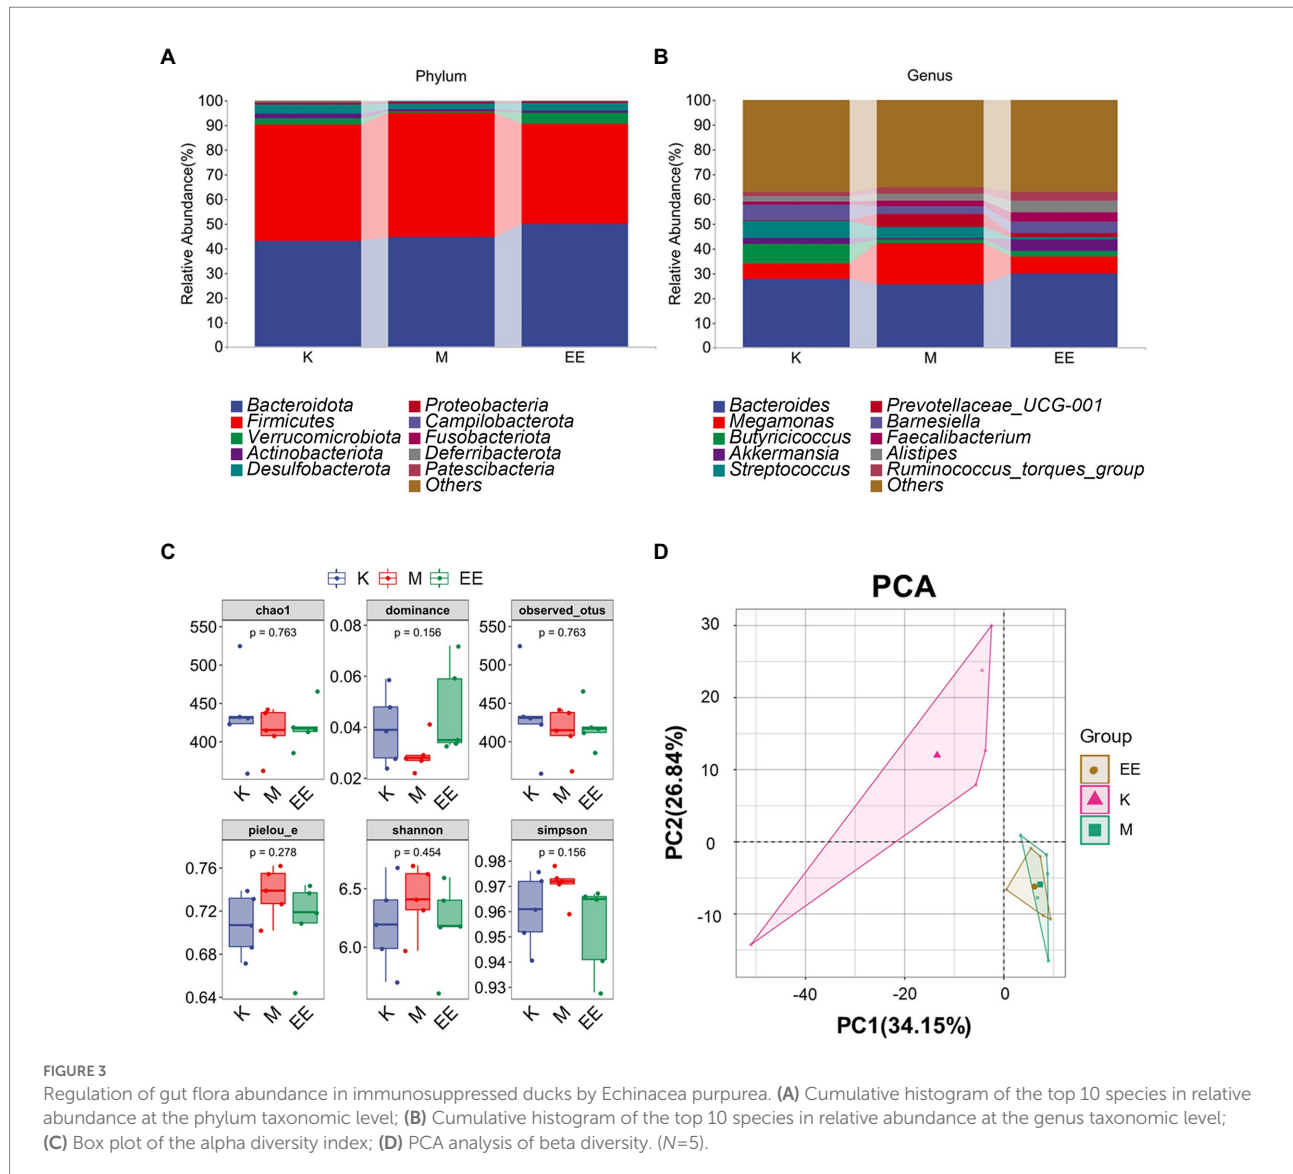 A
Phylum
Relative Abundance(%)
100
90
80
70
60
50
40
30
20
10
0
K M EE
Bacteroidota
Firmicutes
Verrucomicrobiota
Actinobacteriota
Desulfobacterota
Proteobacteria
Campilobacterota
Fusobacteriota
Deferribacterota
Patescibacteria
Others
B
Genus
Relative Abundance(%)
100
90
80
70
60
50
40
30
20
10
0
K M EE
Bacteroides
Megamonas
Butyricicoccus
Akkermansia
Streptococcus
Prevotellaceae_UCG-001
Barnesiella
Faecalibacterium
Alistipes
Ruminococcus_torques_group
Others
C
K M EE
chao1
p = 0.763
550
500
450
400
K M EE
dominance
p = 0.156
0.08
0.06
0.04
0.02
K M EE
observed_otus
p = 0.763
550
500
450
400
K M EE
pielou_e
p = 0.278
0.76
0.72
0.68
0.64
K M EE
shannon
p = 0.454
6.5
6.0
K M EE
simpson
p = 0.156
0.98
0.97
0.96
0.95
0.94
0.93
K M EE
D
PCA
PC2(26.84%)
30
20
10
0
-10
-40 -20 0
PC1(34.15%)
Group
EE
K
M
FIGURE 3
Regulation of gut flora abundance in immunosuppressed ducks by Echinacea purpurea. (A) Cumulative histogram of the top 10 species in relative
abundance at the phylum taxonomic level; (B) Cumulative histogram of the top 10 species in relative abundance at the genus taxonomic level;
(C) Box plot of the alpha diversity index; (D) PCA analysis of beta diversity. (N=5).